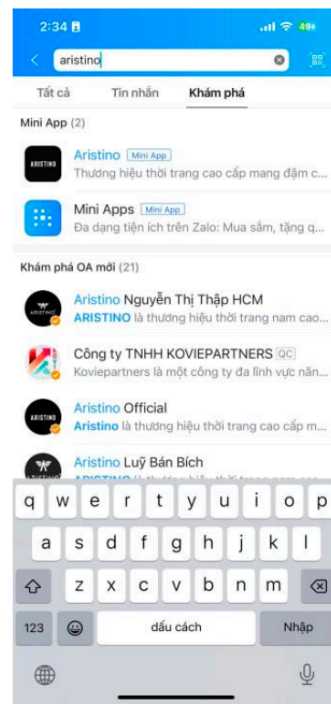 2:34
49
aristino
Tất cả Tin nhắn Khám phá
Mini App (2)
ARISTINO
Aristino Mini App
Thương hiệu thời trang cao cấp mang đậm c...
Mini Apps Mini App
Đa dạng tiện ích trên Zalo: Mua sắm, tặng q...
Khám phá OA mới (21)
ARISTINO
Aristino Nguyễn Thị Thập HCM
ARISTINO là thương hiệu thời trang nam cao...
Công ty TNHH KOVIEPARTNERS QC
Koviepartners là một công ty đa lĩnh vực năn...
ARISTINO
Aristino Official
Aristino là thương hiệu thời trang cao cấp m...
Aristino Luỹ Bán Bích
q w e r t y u i o p
a s d f g h j k l
z x c v b n m
123 dấu cách Nhập